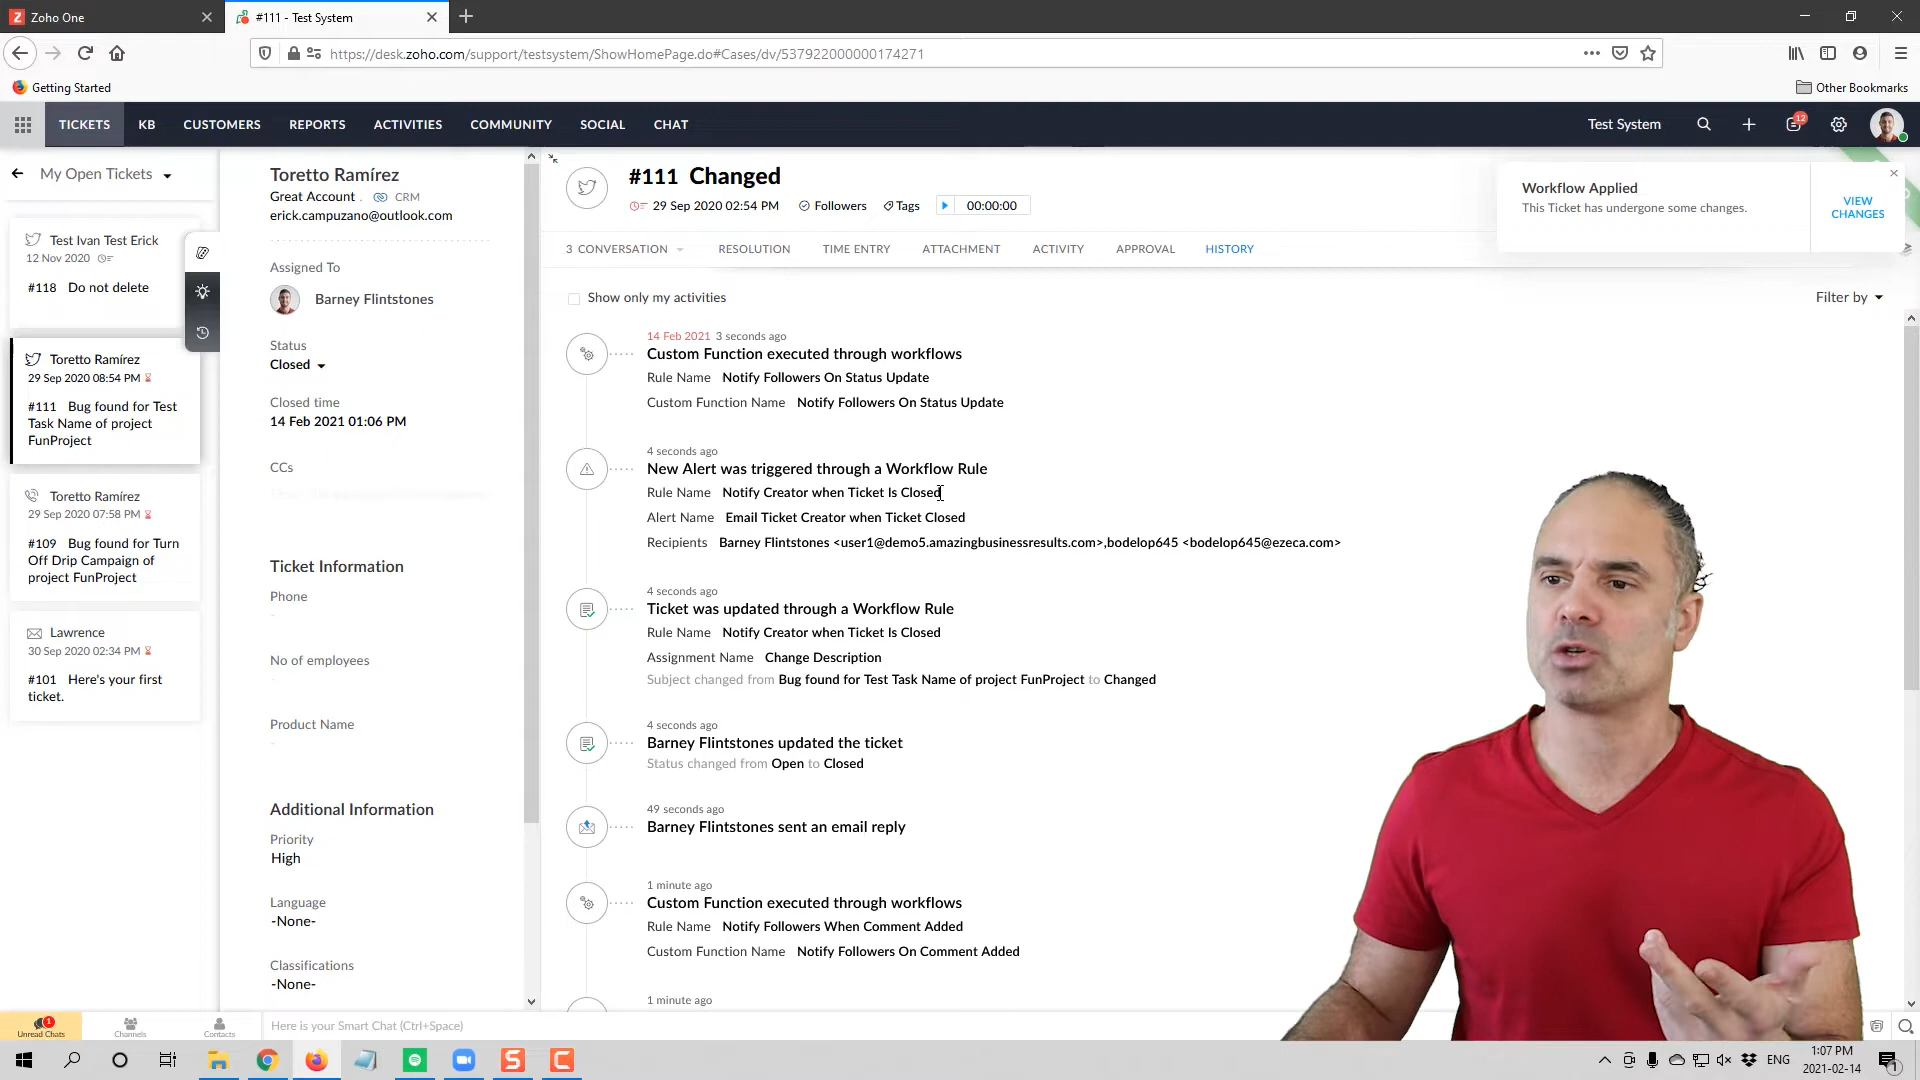 Zoho One
#111 - Test System
https://desk.zoho.com/support/testsystem/ShowHomePage.do#Cases/dv/537922000000174271
Getting Started
Other Bookmarks
TICKETS KB CUSTOMERS REPORTS ACTIVITIES COMMUNITY SOCIAL CHAT
Test System
12
My Open Tickets
Test Ivan Test Erick
12 Nov 2020
#118 Do not delete
Toretto Ramírez
29 Sep 2020 08:54 PM
#111 Bug found for Test
Task Name of project
FunProject
Toretto Ramírez
29 Sep 2020 07:58 PM
#109 Bug found for Turn
Off Drip Campaign of
project FunProject
Lawrence
30 Sep 2020 02:34 PM
#101 Here's your first
ticket.
Toretto Ramírez
Great Account . CRM
erick.campuzano@outlook.com
Assigned To
Barney Flintstones
Status
Closed
Closed time
14 Feb 2021 01:06 PM
CCs
Ticket Information
Phone
-
No of employees
-
Product Name
-
Additional Information
Priority
High
Language
-None-
Classifications
-None-
#111 Changed
29 Sep 2020 02:54 PM Followers Tags 00:00:00
3 CONVERSATION RESOLUTION TIME ENTRY ATTACHMENT ACTIVITY APPROVAL HISTORY
Workflow Applied
This Ticket has undergone some changes.
VIEW
CHANGES
Show only my activities
Filter by
14 Feb 2021 3 seconds ago
Custom Function executed through workflows
Rule Name Notify Followers On Status Update
Custom Function Name Notify Followers On Status Update
4 seconds ago
New Alert was triggered through a Workflow Rule
Rule Name Notify Creator when Ticket Is Closed
Alert Name Email Ticket Creator when Ticket Closed
Recipients Barney Flintstones <user1@demo5.amazingbusinessresults.com>,bodelop645 <bodelop645@ezeca.com>
4 seconds ago
Ticket was updated through a Workflow Rule
Rule Name Notify Creator when Ticket Is Closed
Assignment Name Change Description
Subject changed from Bug found for Test Task Name of project FunProject to Changed
4 seconds ago
Barney Flintstones updated the ticket
Status changed from Open to Closed
49 seconds ago
Barney Flintstones sent an email reply
1 minute ago
Custom Function executed through workflows
Rule Name Notify Followers When Comment Added
Custom Function Name Notify Followers On Comment Added
1 minute ago
1
Unread Chats
Channels
Contacts
Here is your Smart Chat (Ctrl+Space)
ENG
1:07 PM
2021-02-14
1